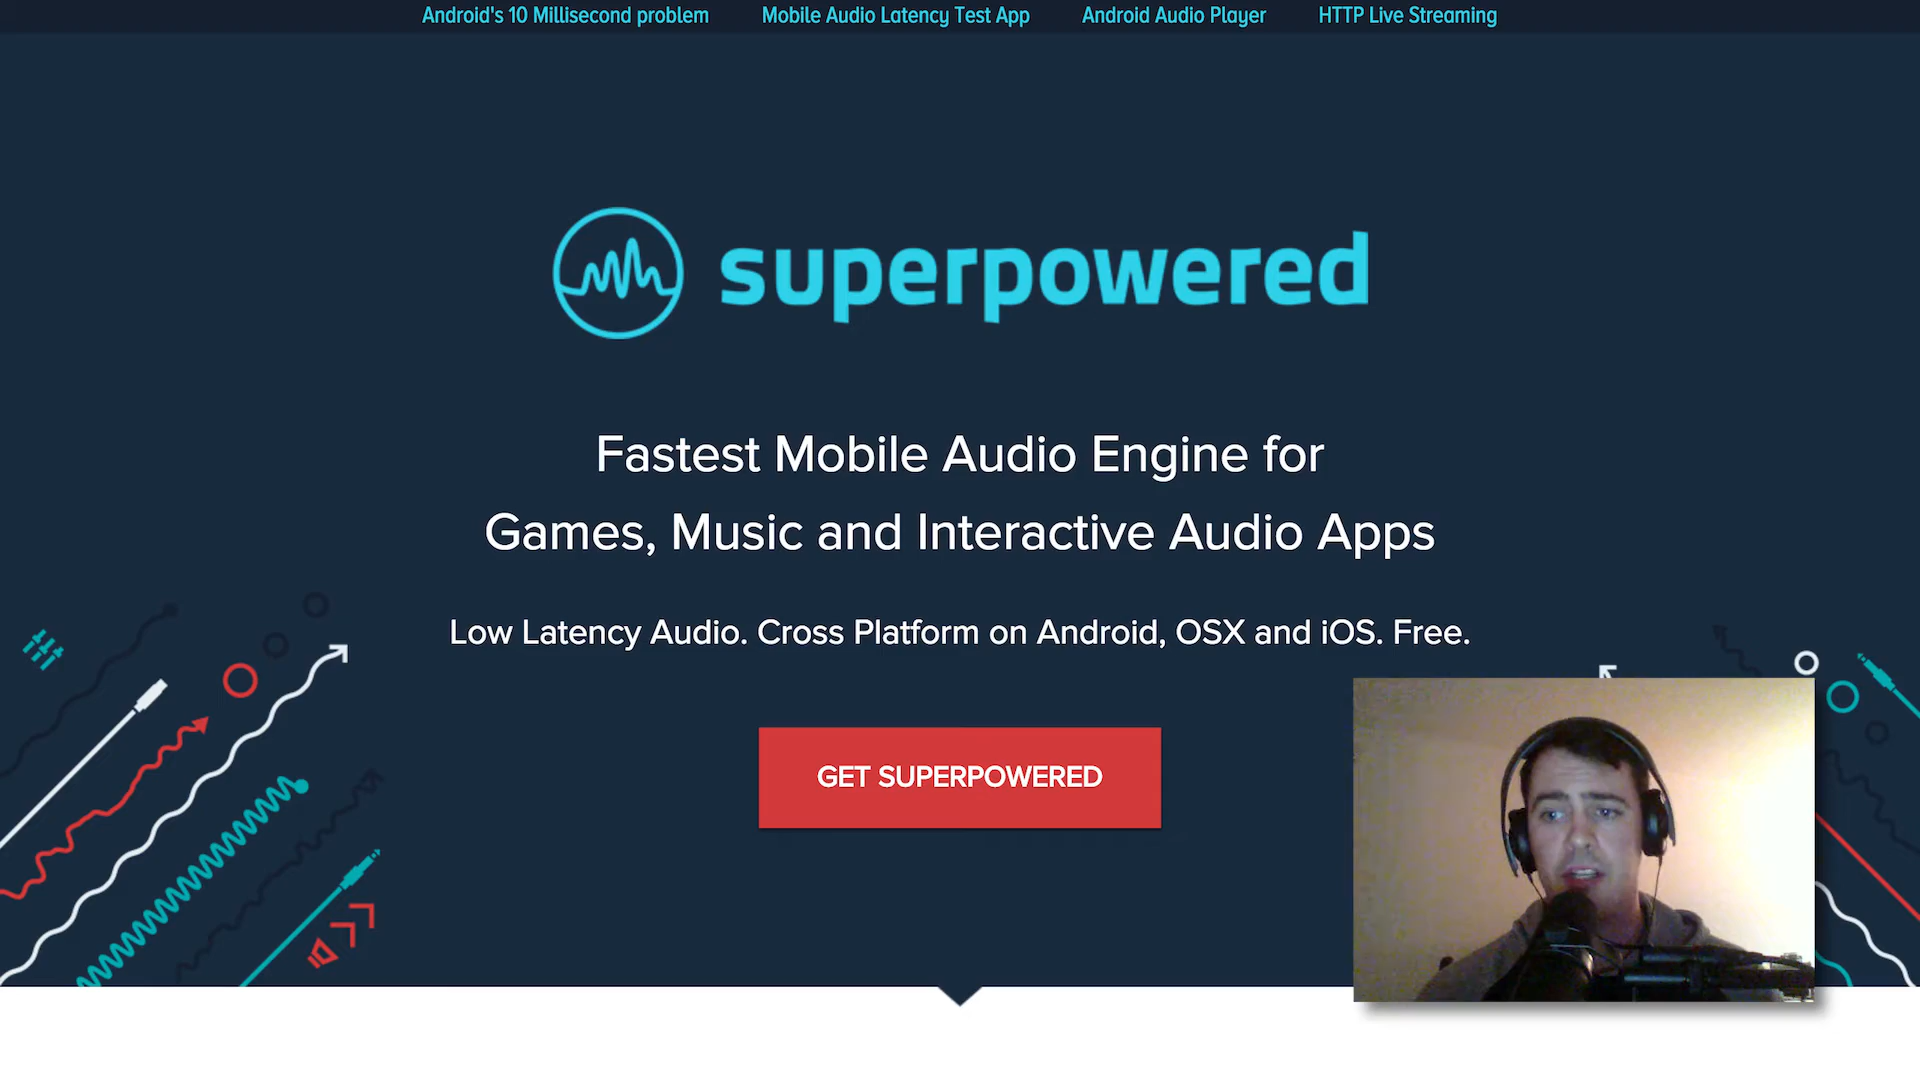 Android's 10 Millisecond problem Mobile Audio Latency Test App Android Audio Player HTTP Live Streaming
superpowered
Fastest Mobile Audio Engine for
Games, Music and Interactive Audio Apps
Low Latency Audio. Cross Platform on Android, OSX and iOS. Free.
GET SUPERPOWERED